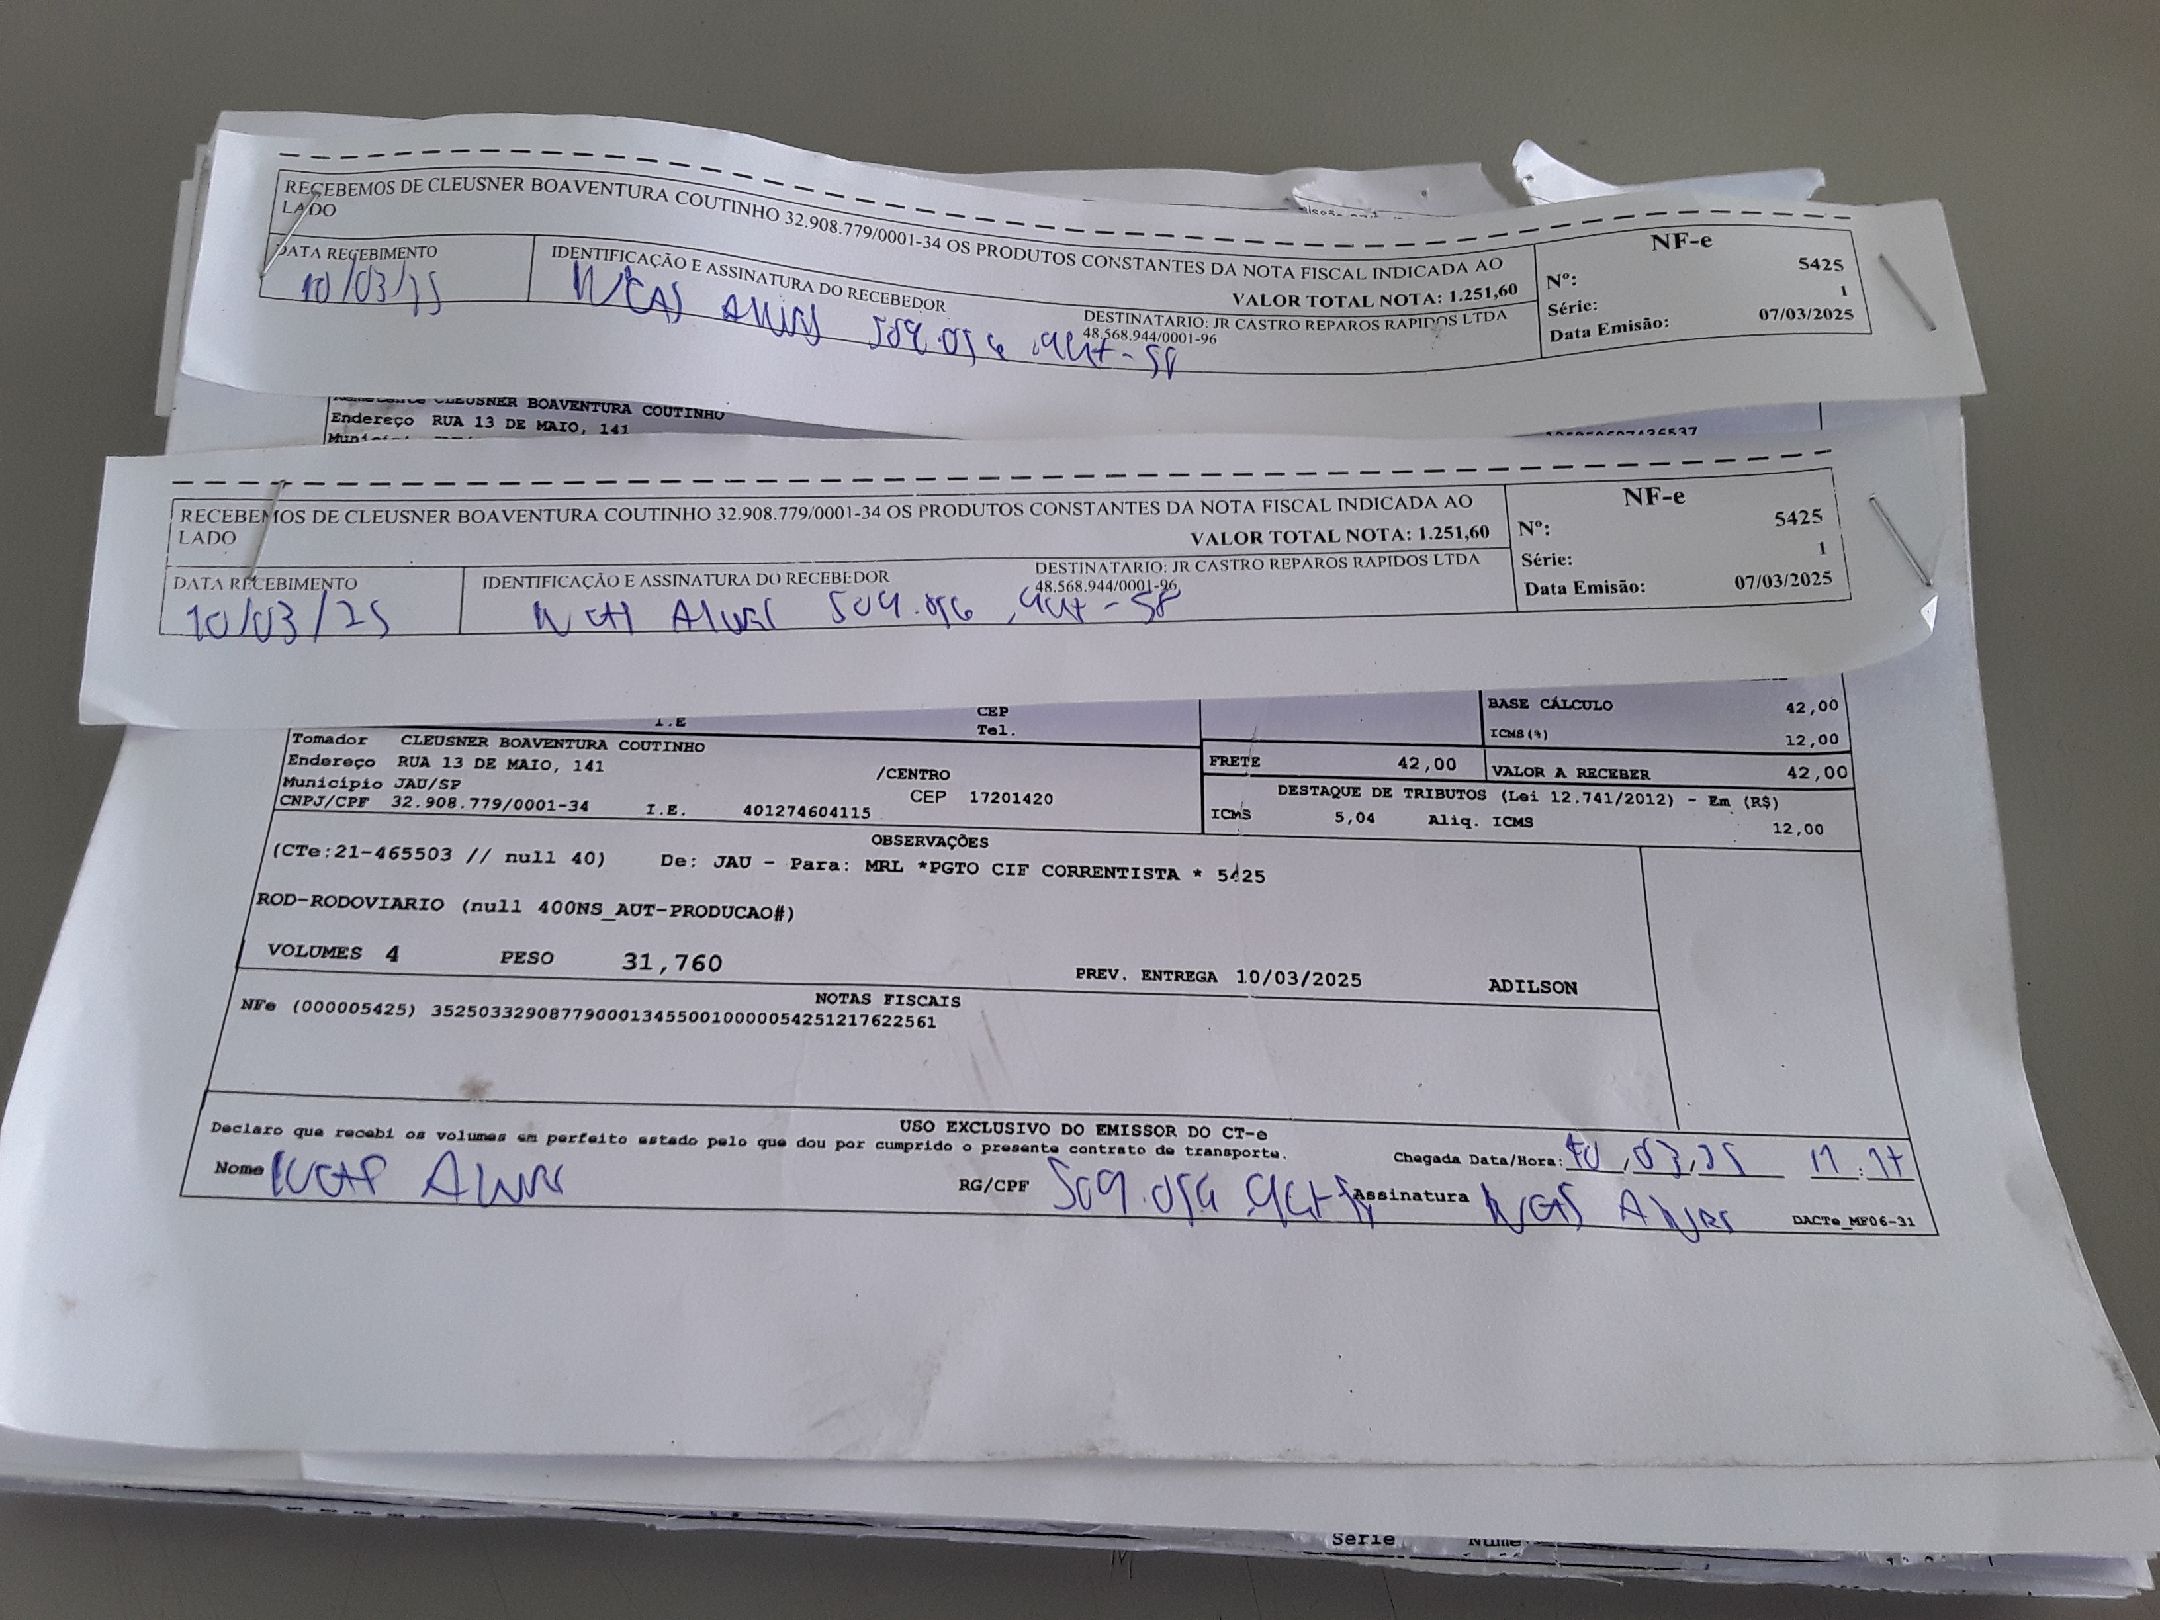 RECEBEMOS DE CLEUSNER BOAVENTURA COUTINHO 32.908.779/0001-34 OS PRODUTOS CONSTANTES DA NOTA FISCAL INDICADA AO
LADO
VALOR TOTAL NOTA: 1.251,60
DATA RECEBIMENTO
10/03/25
IDENTIFICAÇÃO E ASSINATURA DO RECEBEDOR
DESTINATARIO: JR CASTRO REPAROS RAPIDOS LTDA
48.568.944/0001-96
NF-e
Nº: 5425
Série: 1
Data Emissão: 07/03/2025
CLEUSNER BOAVENTURA COUTINHO
Endereço RUA 13 DE MAIO, 141
RECEBEMOS DE CLEUSNER BOAVENTURA COUTINHO 32.908.779/0001-34 OS PRODUTOS CONSTANTES DA NOTA FISCAL INDICADA AO
LADO
VALOR TOTAL NOTA: 1.251,60
DATA RECEBIMENTO
10/03/25
IDENTIFICAÇÃO E ASSINATURA DO RECEBEDOR
DESTINATARIO: JR CASTRO REPAROS RAPIDOS LTDA
48.568.944/0001-96
NF-e
Nº: 5425
Série: 1
Data Emissão: 07/03/2025
I.E
CEP
Tel.
BASE CÁLCULO 42,00
ICMS(%) 12,00
Tomador CLEUSNER BOAVENTURA COUTINHO
Endereço RUA 13 DE MAIO, 141 /CENTRO
Município JAU/SP CEP 17201420
CNPJ/CPF 32.908.779/0001-34 I.E. 401274604115
FRETE 42,00 VALOR A RECEBER 42,00
DESTAQUE DE TRIBUTOS (Lei 12.741/2012) - Em (R$)
ICMS 5,04 Aliq. ICMS 12,00
OBSERVAÇÕES
(CTe:21-465503 // null 40) De: JAU - Para: MRL *PGTO CIF CORRENTISTA * 5425
ROD-RODOVIARIO (null 400NS_AUT-PRODUCAO#)
VOLUMES 4 PESO 31,760 PREV. ENTREGA 10/03/2025 ADILSON
NOTAS FISCAIS
NFe (000005425) 35250332908779000134550010000054251217622561
USO EXCLUSIVO DO EMISSOR DO CT-e
Declaro que recebi os volumes em perfeito estado pelo que dou por cumprido o presente contrato de transporte.
Chegada Data/Hora: 10,03,25
Nome
RG/CPF
Assinatura
DACTe_MF06-31
Serie